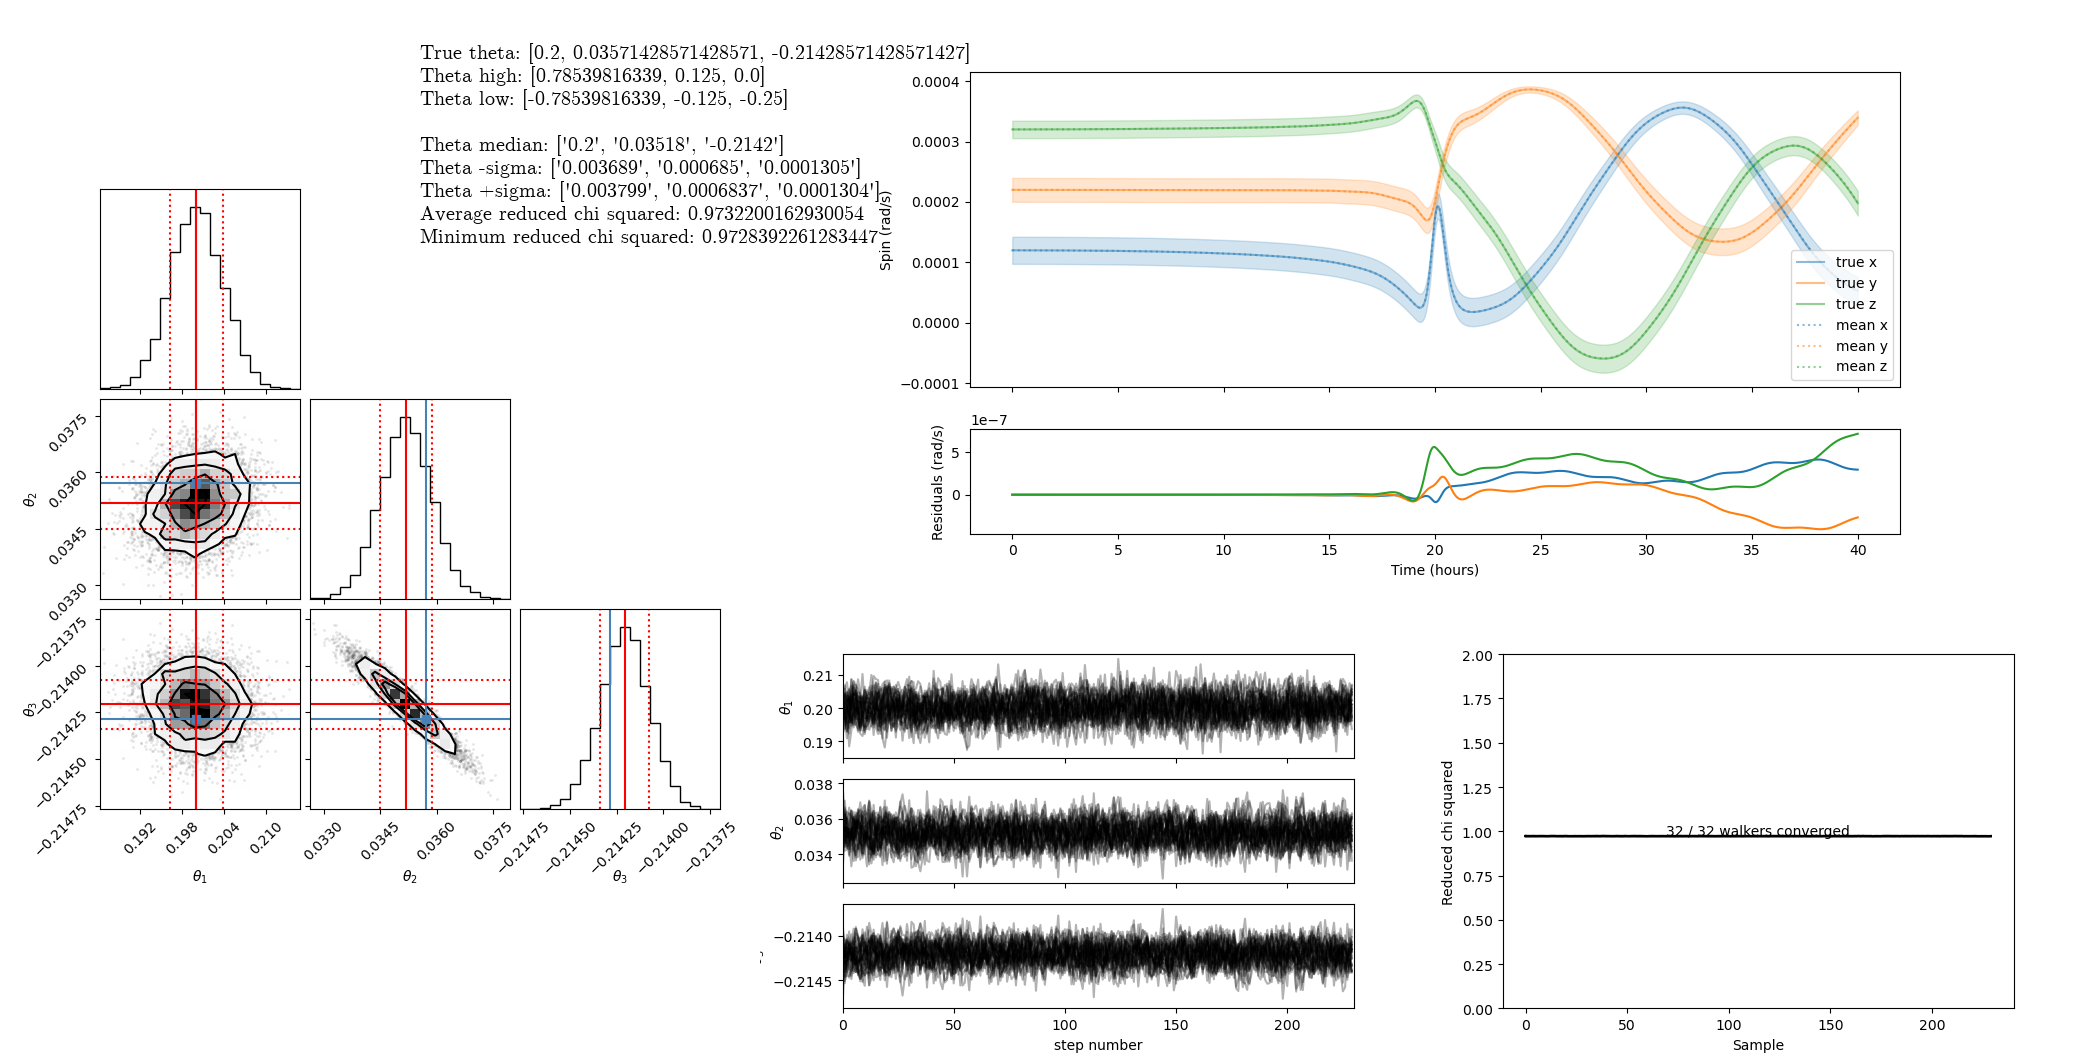 True theta: [0.2, 0.03571428571428571, -0.21428571428571427]
Theta high: [0.78539816339, 0.125, 0.0]
Theta low: [-0.78539816339, -0.125, -0.25]
Theta median: ['0.2', '0.03518', '-0.2142']
Theta -sigma: ['0.003689', '0.000685', '0.0001305']
Theta +sigma: ['0.003799', '0.0006837', '0.0001304']
Average reduced chi squared: 0.9732200162930054
Minimum reduced chi squared: 0.9728392261283447
θ2
0.0375
0.0360
0.0345
0.0330
θ3
−0.21375
−0.21400
−0.21425
−0.21450
−0.21475
0.192 0.198 0.204 0.210
θ1
0.0330 0.0345 0.0360 0.0375
θ2
−0.21475 −0.21450 −0.21425 −0.21400 −0.21375
θ3
Spin (rad/s)
0.0004
0.0003
0.0002
0.0001
0.0000
−0.0001
true x
true y
true z
mean x
mean y
mean z
1e−7
Residuals (rad/s)
5
0
0 5 10 15 20 25 30 35 40
Time (hours)
θ1
0.21
0.20
0.19
θ2
0.038
0.036
0.034
−0.2140
−0.2145
0 50 100 150 200
step number
Reduced chi squared
2.00
1.75
1.50
1.25
1.00
0.75
0.50
0.25
0.00
32 / 32 walkers converged
0 50 100 150 200
Sample